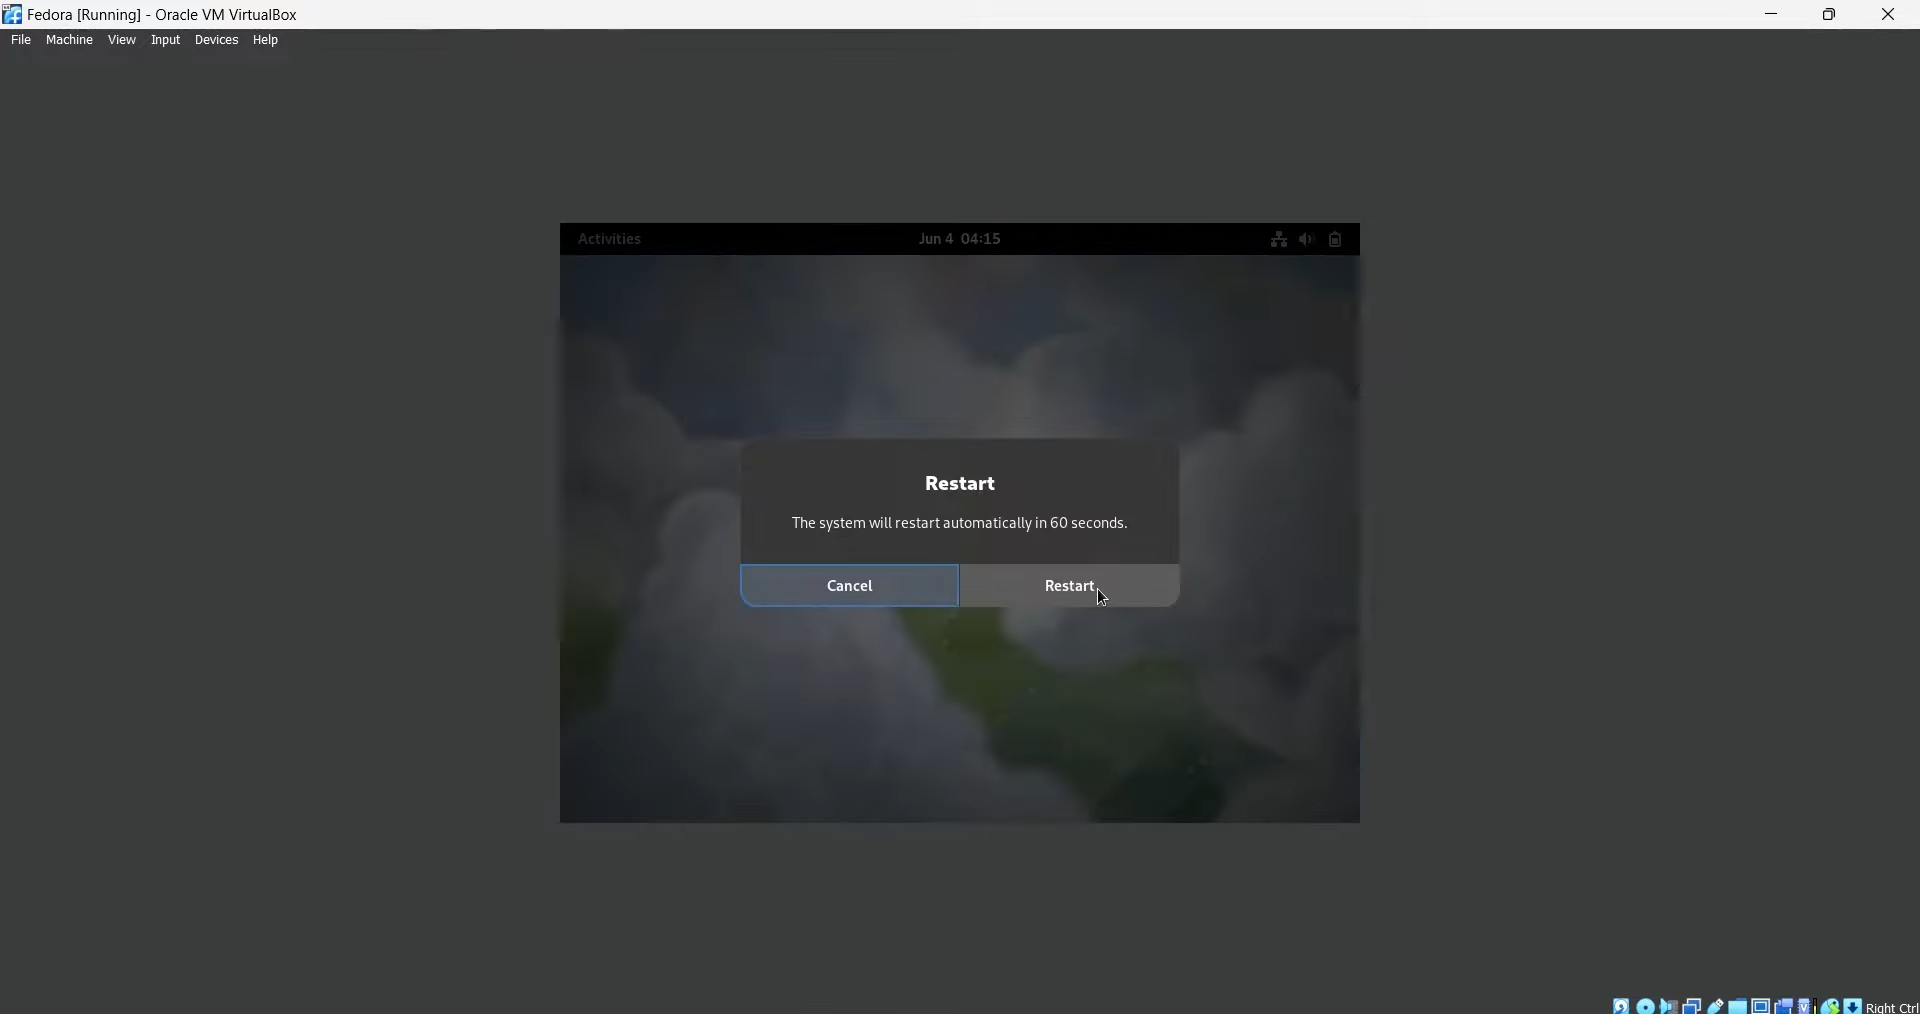 Fedora [Running] - Oracle VM VirtualBox
File Machine View Input Devices Help
Activities Jun 4 04:15
Restart
The system will restart automatically in 60 seconds.
Cancel Restart
Right Ctrl